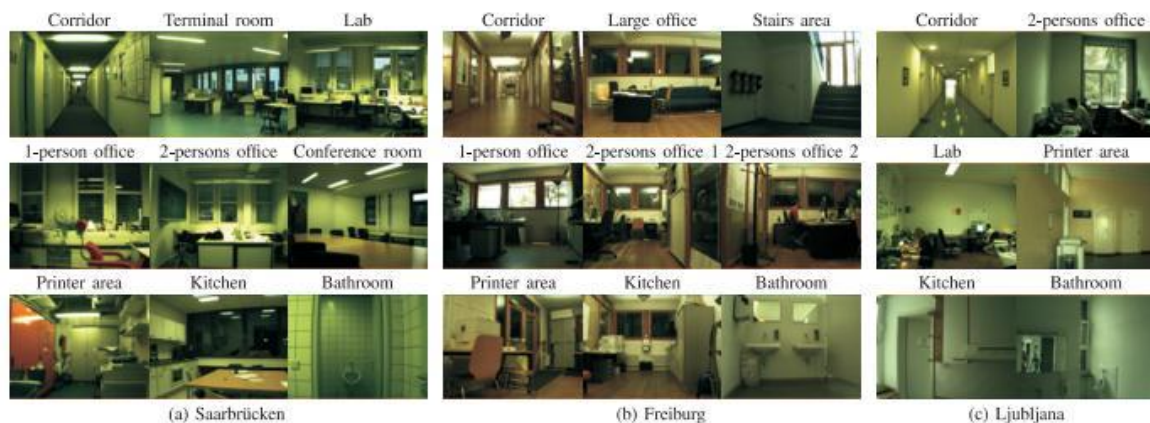 Corridor Terminal room Lab
1-person office 2-persons office Conference room
Printer area Kitchen Bathroom
(a) Saarbrücken
Corridor Large office Stairs area
1-person office 2-persons office 1 2-persons office 2
Printer area Kitchen Bathroom
(b) Freiburg
Corridor 2-persons office
Lab Printer area
Kitchen Bathroom
(c) Ljubljana